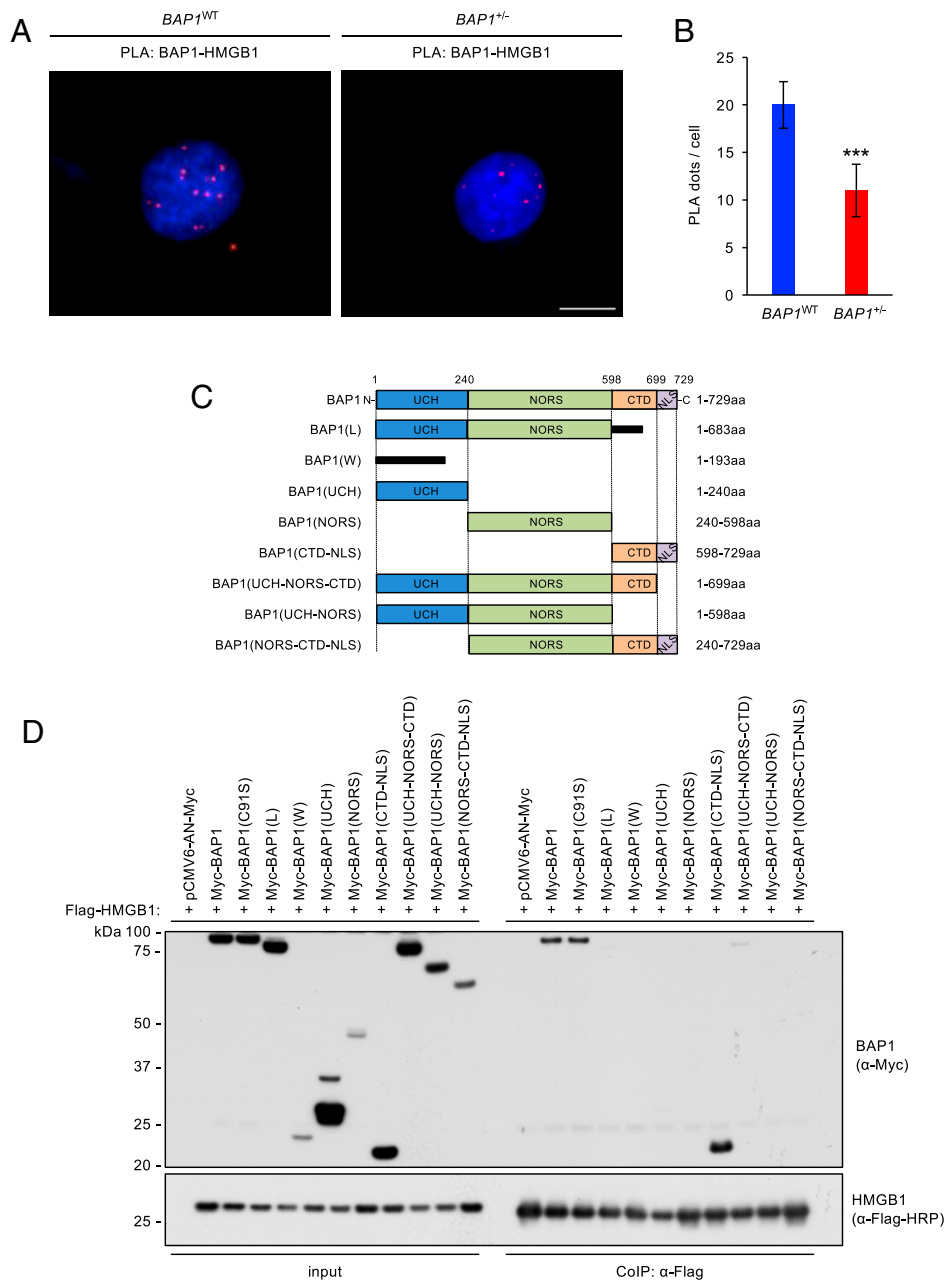 A
BAP1WT
BAP1+/-
PLA: BAP1-HMGB1
PLA: BAP1-HMGB1
B
PLA dots / cell
25
20
15
10
5
0
***
BAP1WT
BAP1+/-
C
1
240
598
699
729
BAP1 N- UCH NORS CTD NLS -C 1-729aa
BAP1(L) UCH NORS 1-683aa
BAP1(W) 1-193aa
BAP1(UCH) UCH 1-240aa
BAP1(NORS) NORS 240-598aa
BAP1(CTD-NLS) CTD NLS 598-729aa
BAP1(UCH-NORS-CTD) UCH NORS CTD 1-699aa
BAP1(UCH-NORS) UCH NORS 1-598aa
BAP1(NORS-CTD-NLS) NORS CTD NLS 240-729aa
D
pCMV6-AN-Myc
Myc-BAP1
Myc-BAP1(C91S)
Myc-BAP1(L)
Myc-BAP1(W)
Myc-BAP1(UCH)
Myc-BAP1(NORS)
Myc-BAP1(CTD-NLS)
Myc-BAP1(UCH-NORS-CTD)
Myc-BAP1(UCH-NORS)
Myc-BAP1(NORS-CTD-NLS)
pCMV6-AN-Myc
Myc-BAP1
Myc-BAP1(C91S)
Myc-BAP1(L)
Myc-BAP1(W)
Myc-BAP1(UCH)
Myc-BAP1(NORS)
Myc-BAP1(CTD-NLS)
Myc-BAP1(UCH-NORS-CTD)
Myc-BAP1(UCH-NORS)
Myc-BAP1(NORS-CTD-NLS)
Flag-HMGB1: + + + + + + + + + + + + + + + + + + + + + +
kDa 100 -
75 -
50 -
37 -
25 -
20 -
BAP1
(α-Myc)
25 -
HMGB1
(α-Flag-HRP)
input
CoIP: α-Flag